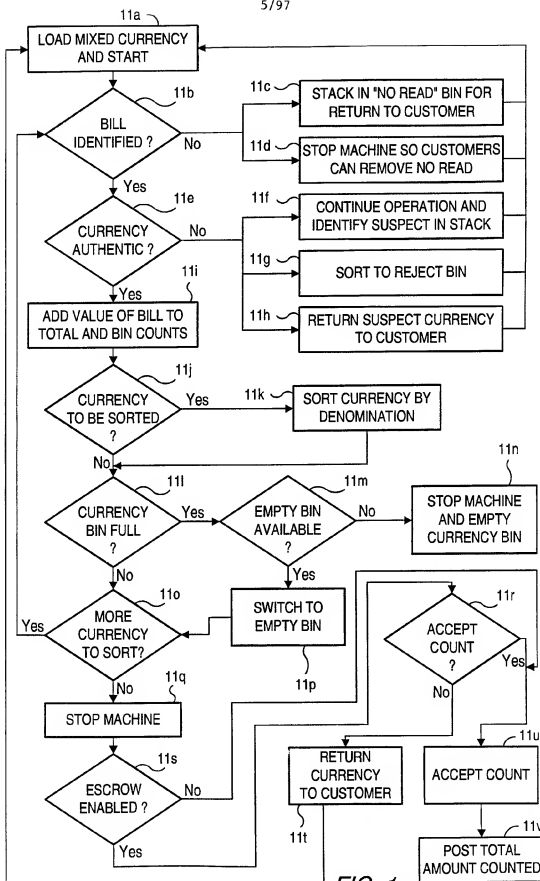 5/97
11a
LOAD MIXED CURRENCY
AND START
11b
BILL
IDENTIFIED ?
No
Yes
11c
STACK IN "NO READ" BIN FOR
RETURN TO CUSTOMER
11d
STOP MACHINE SO CUSTOMERS
CAN REMOVE NO READ
11e
CURRENCY
AUTHENTIC ?
No
Yes
11f
CONTINUE OPERATION AND
IDENTIFY SUSPECT IN STACK
11g
SORT TO REJECT BIN
11h
RETURN SUSPECT CURRENCY
TO CUSTOMER
11i
ADD VALUE OF BILL TO
TOTAL AND BIN COUNTS
11j
CURRENCY
TO BE SORTED
?
Yes
No
11k
SORT CURRENCY BY
DENOMINATION
11l
CURRENCY
BIN FULL
?
Yes
No
11m
EMPTY BIN
AVAILABLE
?
No
Yes
11n
STOP MACHINE
AND EMPTY
CURRENCY BIN
11o
MORE
CURRENCY
TO SORT?
Yes
No
SWITCH TO
EMPTY BIN
11p
11q
STOP MACHINE
11r
ACCEPT
COUNT
?
Yes
No
11s
ESCROW
ENABLED ?
No
Yes
RETURN
CURRENCY
TO CUSTOMER
11t
11u
ACCEPT COUNT
11v
POST TOTAL
AMOUNT COUNTED